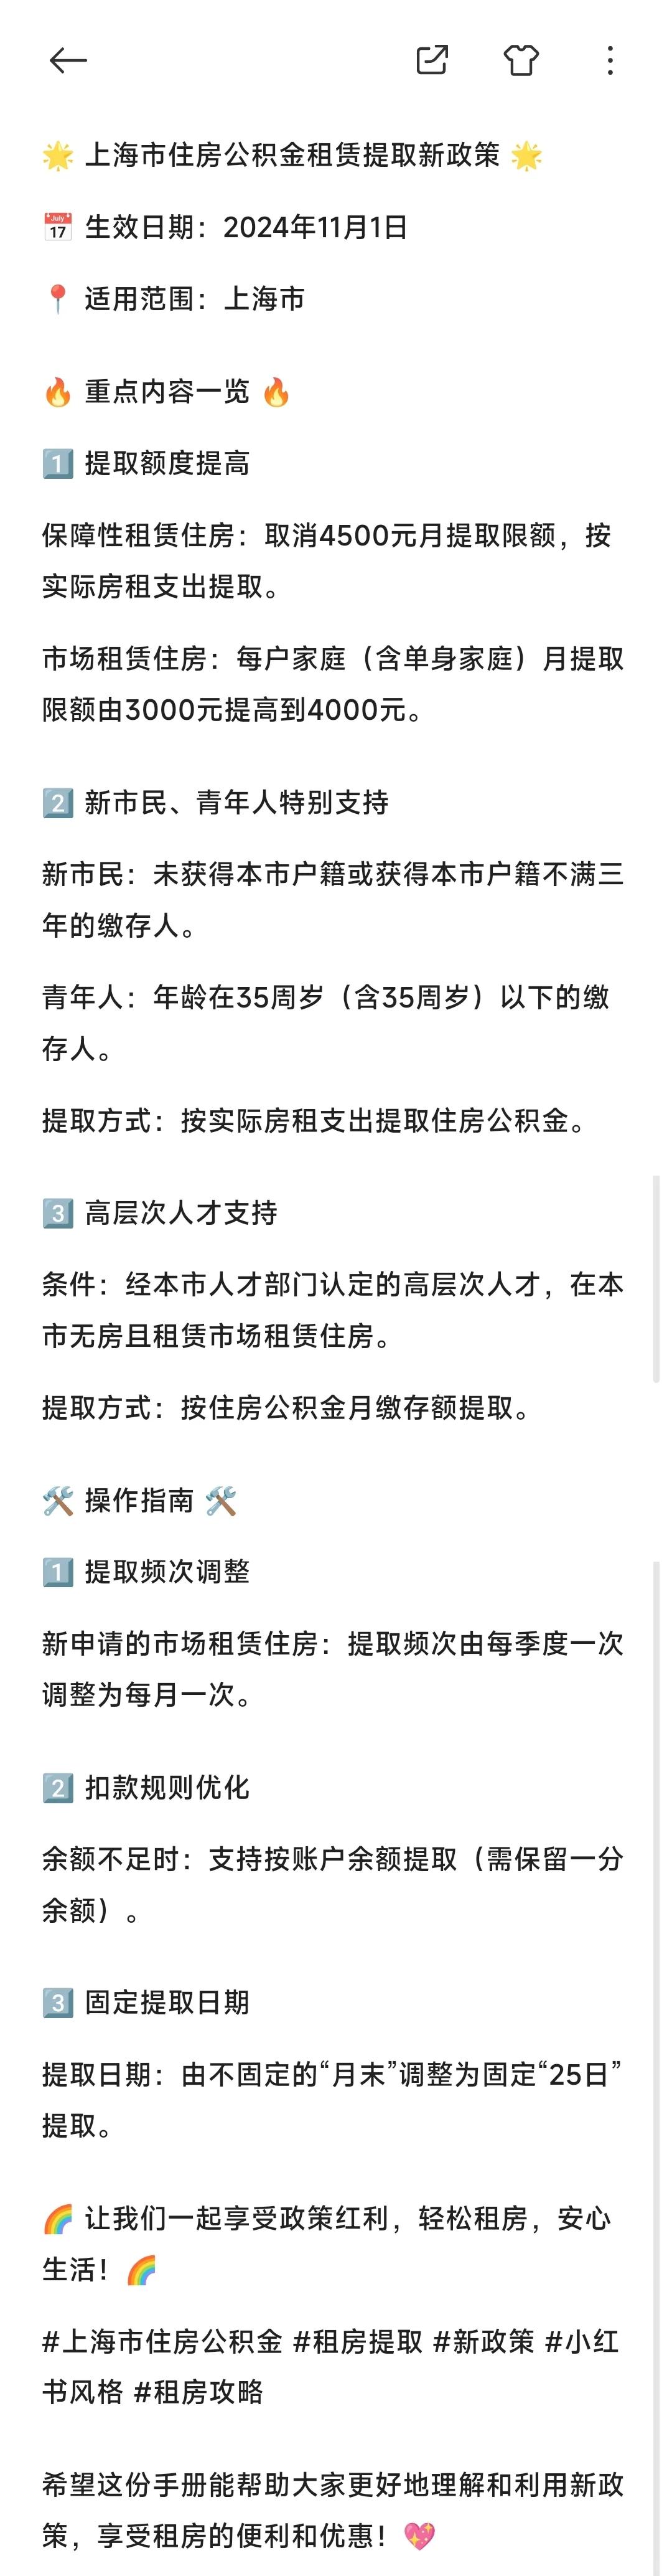 🌟 上海市住房公积金租赁提取新政策 🌟
📅 生效日期：2024年11月1日
📍 适用范围：上海市
🔥 重点内容一览 🔥
1️⃣ 提取额度提高
保障性租赁住房：取消4500元月提取限额，按
实际房租支出提取。
市场租赁住房：每户家庭（含单身家庭）月提取
限额由3000元提高到4000元。
2️⃣ 新市民、青年人特别支持
新市民：未获得本市户籍或获得本市户籍不满三
年的缴存人。
青年人：年龄在35周岁（含35周岁）以下的缴
存人。
提取方式：按实际房租支出提取住房公积金。
3️⃣ 高层次人才支持
条件：经本市人才部门认定的高层次人才，在本
市无房且租赁市场租赁住房。
提取方式：按住房公积金月缴存额提取。
🛠️ 操作指南 🛠️
1️⃣ 提取频次调整
新申请的市场租赁住房：提取频次由每季度一次
调整为每月一次。
2️⃣ 扣款规则优化
余额不足时：支持按账户余额提取（需保留一分
余额）。
3️⃣ 固定提取日期
提取日期：由不固定的“月末”调整为固定“25日”
提取。
🌈 让我们一起享受政策红利，轻松租房，安心
生活！🌈
#上海市住房公积金 #租房提取 #新政策 #小红
书风格 #租房攻略
希望这份手册能帮助大家更好地理解和利用新政
策，享受租房的便利和优惠！💖